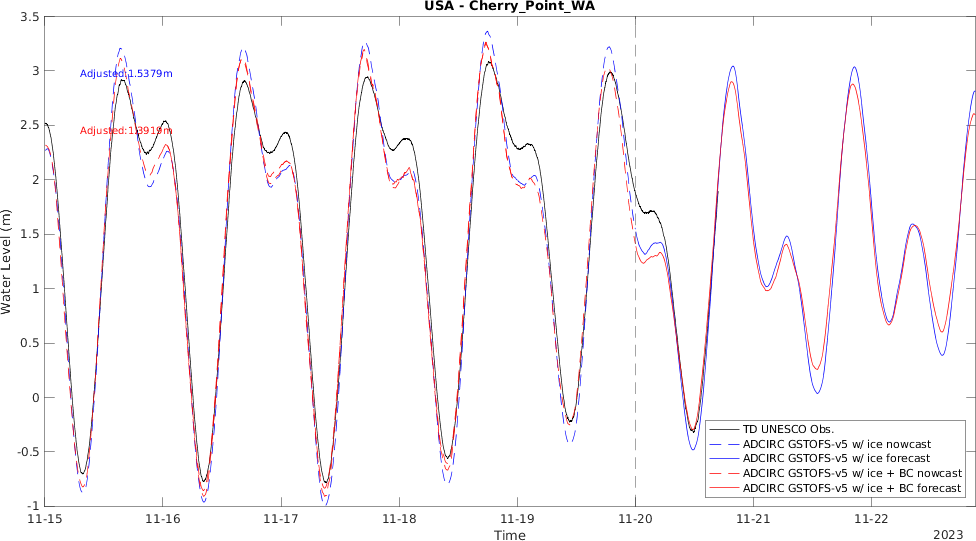 USA - Cherry_Point_WA
3.5
3
2.5
2
1.5
1
0.5
0
-0.5
-1
Water Level (m)
Adjusted:1.5379m
Adjusted:1.3919m
TD UNESCO Obs.
ADCIRC GSTOFS-v5 w/ ice nowcast
ADCIRC GSTOFS-v5 w/ ice forecast
ADCIRC GSTOFS-v5 w/ ice + BC nowcast
ADCIRC GSTOFS-v5 w/ ice + BC forecast
11-15 11-16 11-17 11-18 11-19 11-20 11-21 11-22
Time
2023